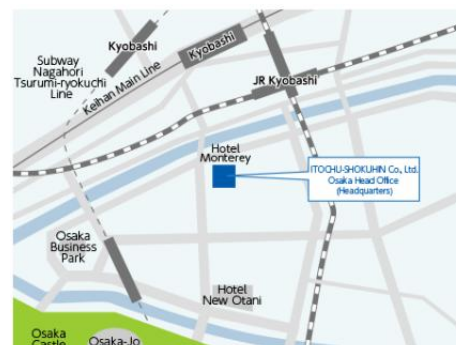 Kyobashi
Kyobashi
Subway
Nagahori
Tsurumi-ryokuchi
Line
Keihan Main Line
JR Kyobashi
Hotel
Monterey
ITOCHU-SHOKUHIN Co., Ltd.
Osaka Head Office
(Headquarters)
Osaka
Business
Park
Hotel
New Otani
Osaka
Castle
Osaka-Jo